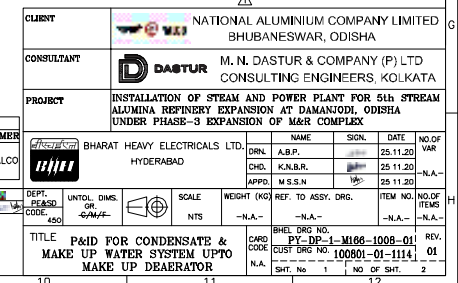 CLIENT
NATIONAL ALUMINIUM COMPANY LIMITED
BHUBANESWAR, ODISHA
G
CONSULTANT
DASTUR
M. N. DASTUR & COMPANY (P) LTD
CONSULTING ENGINEERS, KOLKATA
PROJECT
INSTALLATION OF STEAM AND POWER PLANT FOR 5th STREAM
ALUMINA REFINERY EXPANSION AT DAMANJODI, ODISHA
UNDER PHASE-3 EXPANSION OF M&R COMPLEX
MER
ALCO
BHARAT HEAVY ELECTRICALS LTD.
HYDERABAD
NAME SIGN. DATE NO.OF VAR
DRN. A.B.P. 25.11.20
CHD. K.N.B.R. 25 11.20 -N.A.-
APPD. M S.S.N 25 11.20
H
DEPT. PE&SD
CODE. 450
UNTOL. DIMS. GR.
C/M/F
SCALE
NTS
WEIGHT (KG)
-N.A.-
REF. TO ASSY. DRG.
-N.A.-
ITEM NO.
-N.A.-
NO.OF ITEMS
-N.A.-
TITLE P&ID FOR CONDENSATE &
MAKE UP WATER SYSTEM UPTO
MAKE UP DEAERATOR
CARD CODE
N.A.
BHEL DRG NO.
PY-DP-1-M166-1008-01
CUST DRG NO. 100801-01-1114
REV.
01
SHT. No 1 NO OF SHT. 2
10 11 12